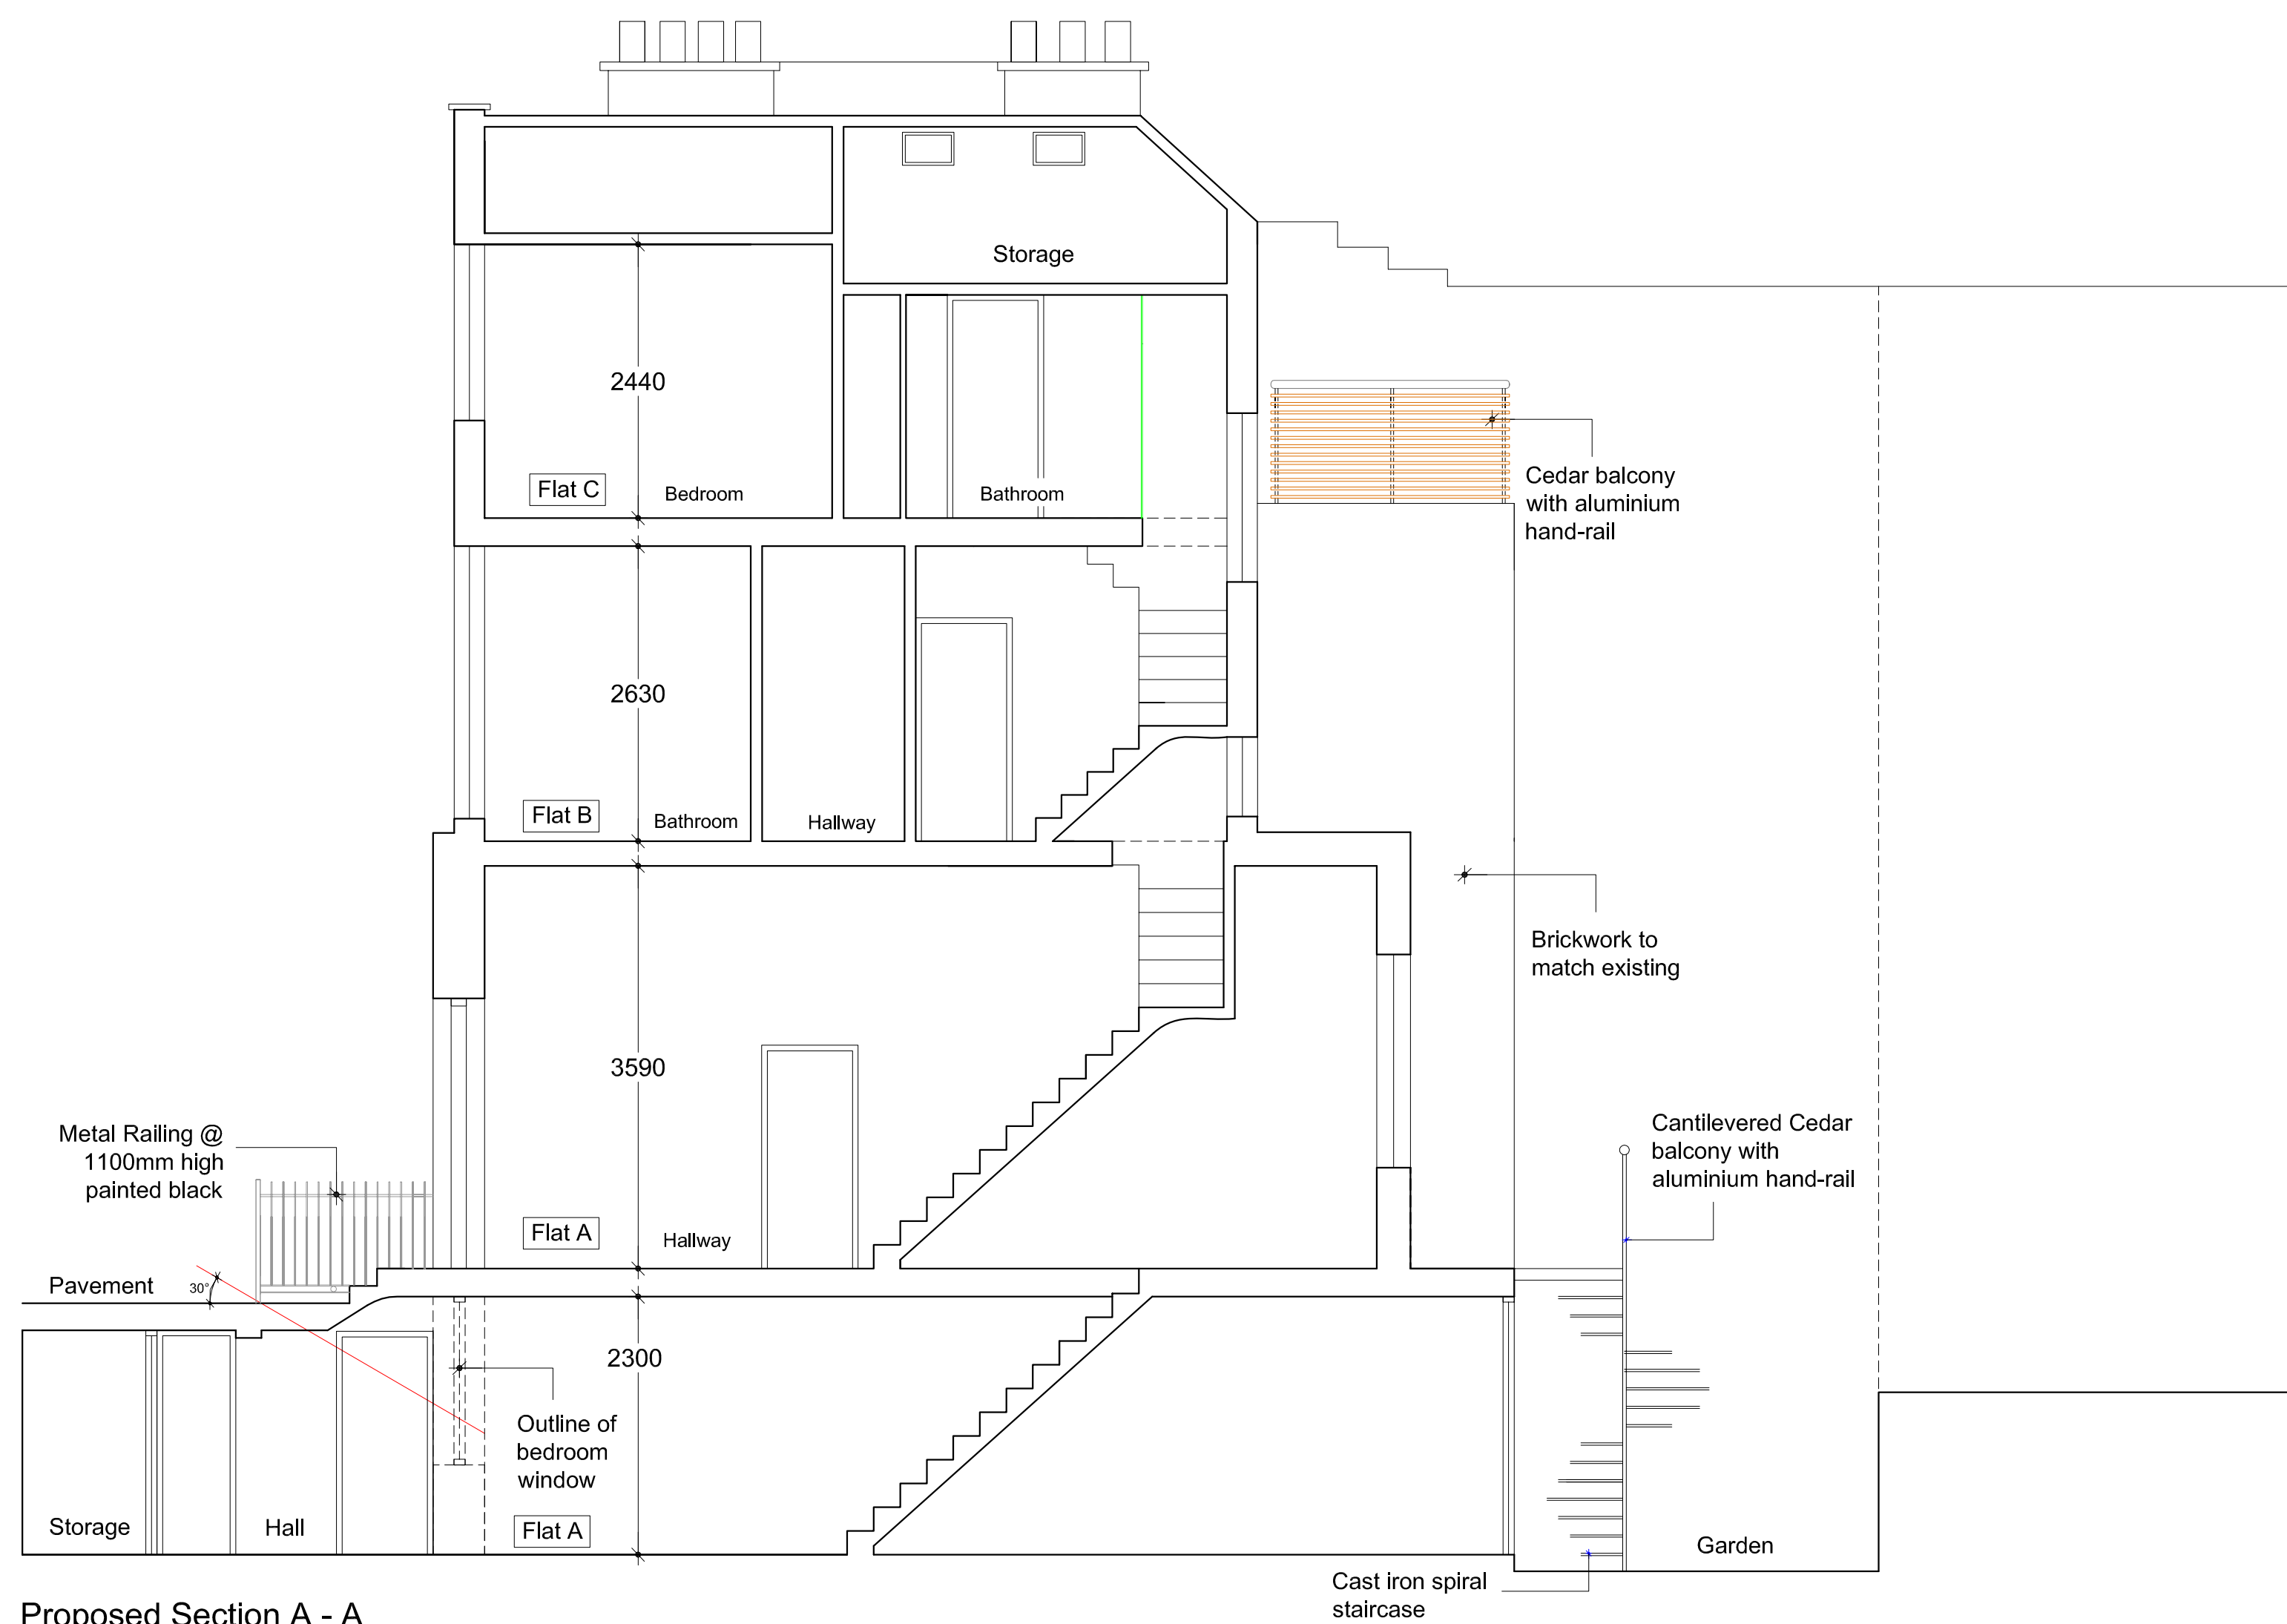 Storage
2440
Flat C
Bedroom
Bathroom
Cedar balcony
with aluminium
hand-rail
2630
Flat B
Bathroom
Hallway
Brickwork to
match existing
3590
Metal Railing @
1100mm high
painted black
Cantilevered Cedar
balcony with
aluminium hand-rail
Flat A
Hallway
Pavement
30°
2300
Outline of
bedroom
window
Storage
Hall
Flat A
Garden
Cast iron spiral
staircase
Proposed Section A - A